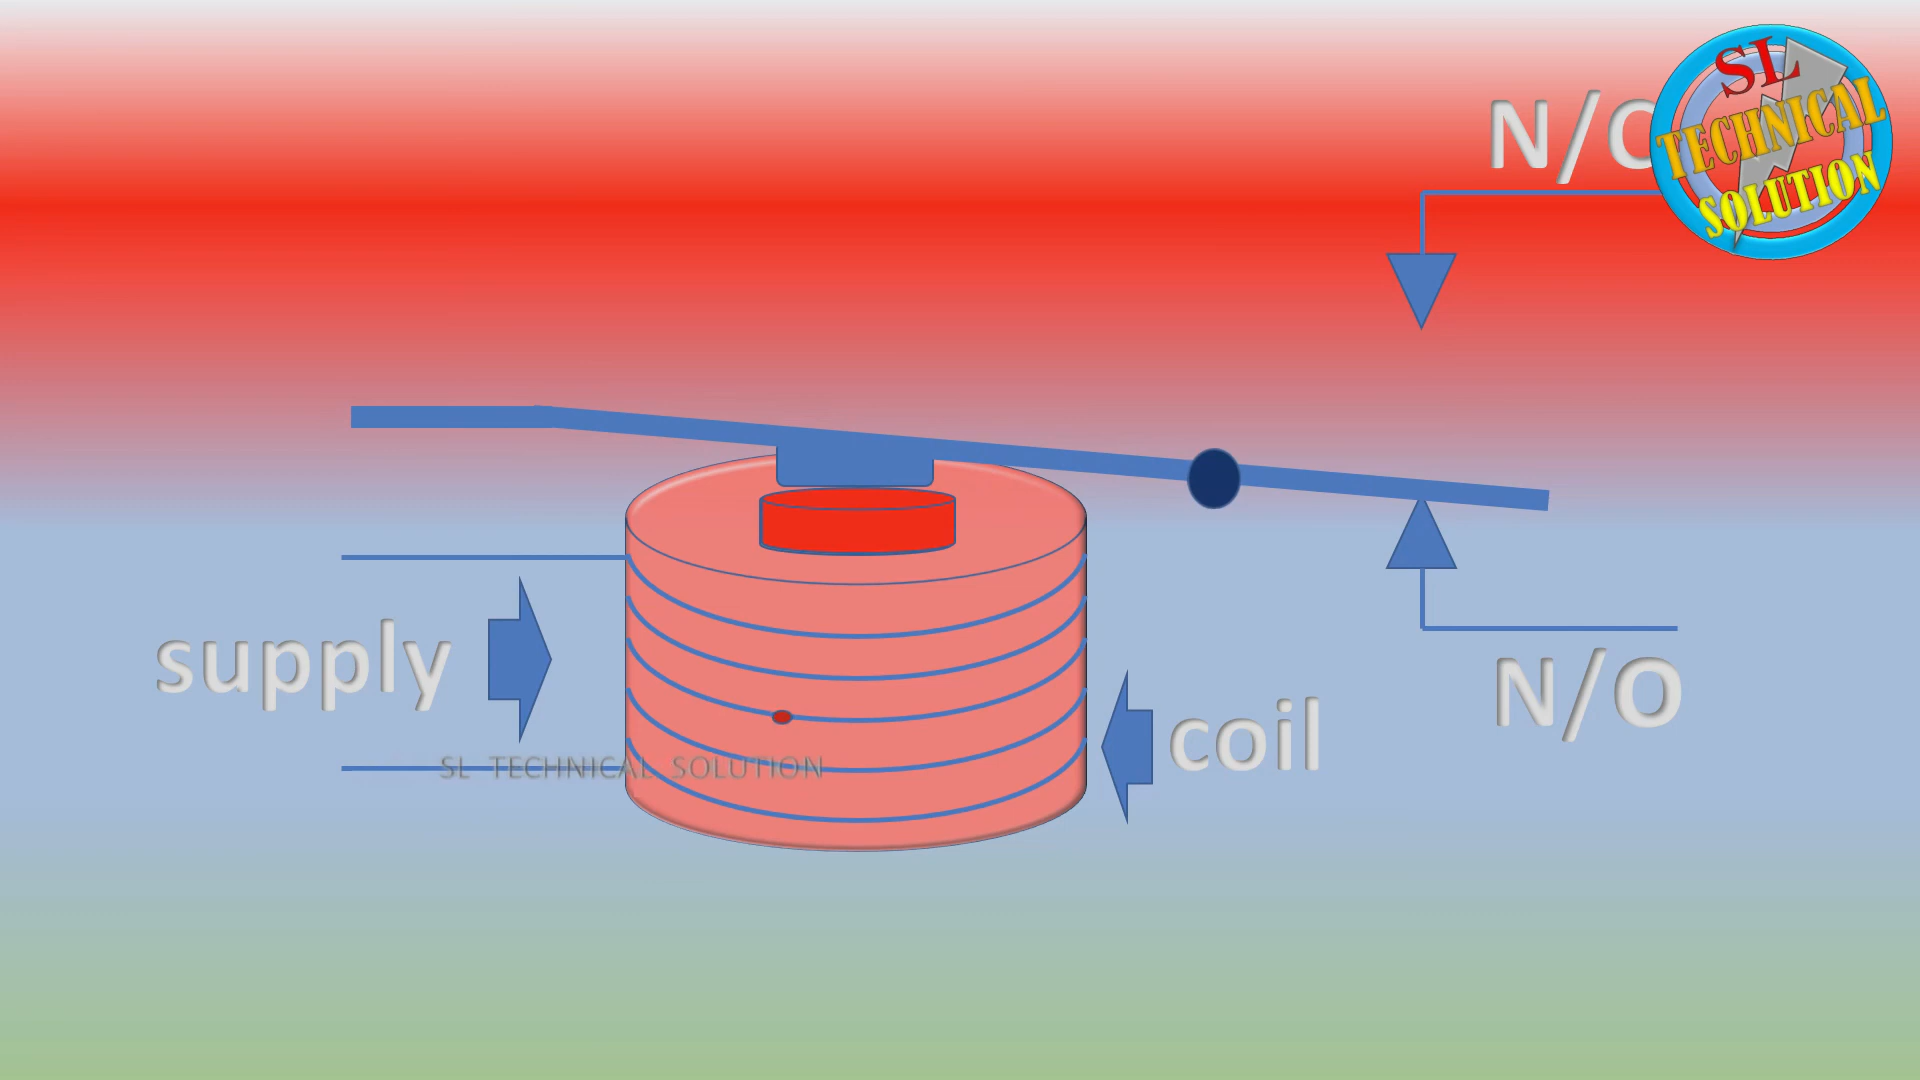 SL
TECHNICAL
SOLUTION
N/
supply
N/O
coil
SL TECHNICAL SOLUTION